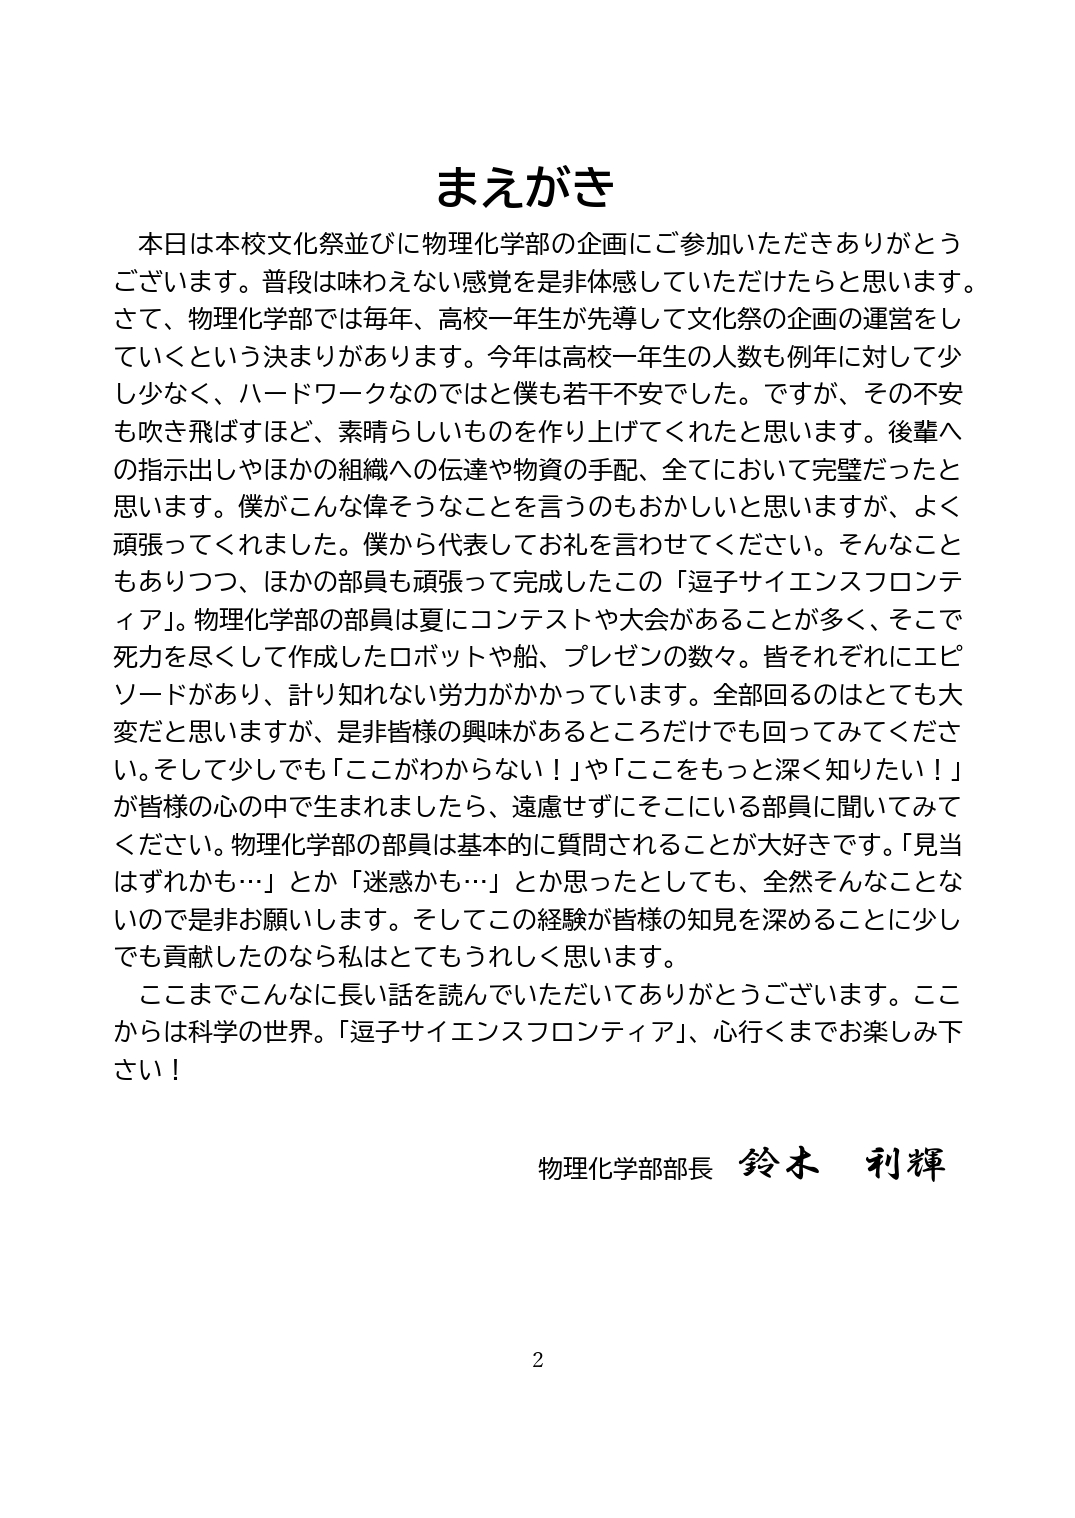 まえがき
本日は本校文化祭並びに物理化学部の企画にご参加いただきありがとう
ございます。普段は味わえない感覚を是非体感していただけたらと思います。
さて、物理化学部では毎年、高校一年生が先導して文化祭の企画の運営をし
ていくという決まりがあります。今年は高校一年生の人数も例年に対して少
し少なく、ハードワークなのではと僕も若干不安でした。ですが、その不安
も吹き飛ばすほど、素晴らしいものを作り上げてくれたと思います。後輩へ
の指示出しやほかの組織への伝達や物資の手配、全てにおいて完璧だったと
思います。僕がこんな偉そうなことを言うのもおかしいと思いますが、よく
頑張ってくれました。僕から代表してお礼を言わせてください。そんなこと
もありつつ、ほかの部員も頑張って完成したこの「逗子サイエンスフロンテ
ィア」。物理化学部の部員は夏にコンテストや大会があることが多く、そこで
死力を尽くして作成したロボットや船、プレゼンの数々。皆それぞれにエピ
ソードがあり、計り知れない労力がかかっています。全部回るのはとても大
変だと思いますが、是非皆様の興味があるところだけでも回ってみてくださ
い。そして少しでも「ここがわからない！」や「ここをもっと深く知りたい！」
が皆様の心の中で生まれましたら、遠慮せずにそこにいる部員に聞いてみて
ください。物理化学部の部員は基本的に質問されることが大好きです。「見当
はずれかも…」とか「迷惑かも…」とか思ったとしても、全然そんなことな
いので是非お願いします。そしてこの経験が皆様の知見を深めることに少し
でも貢献したのなら私はとてもうれしく思います。
ここまでこんなに長い話を読んでいただいてありがとうございます。ここ
からは科学の世界。「逗子サイエンスフロンティア」、心行くまでお楽しみ下
さい！
物理化学部部長 鈴木 利輝
2